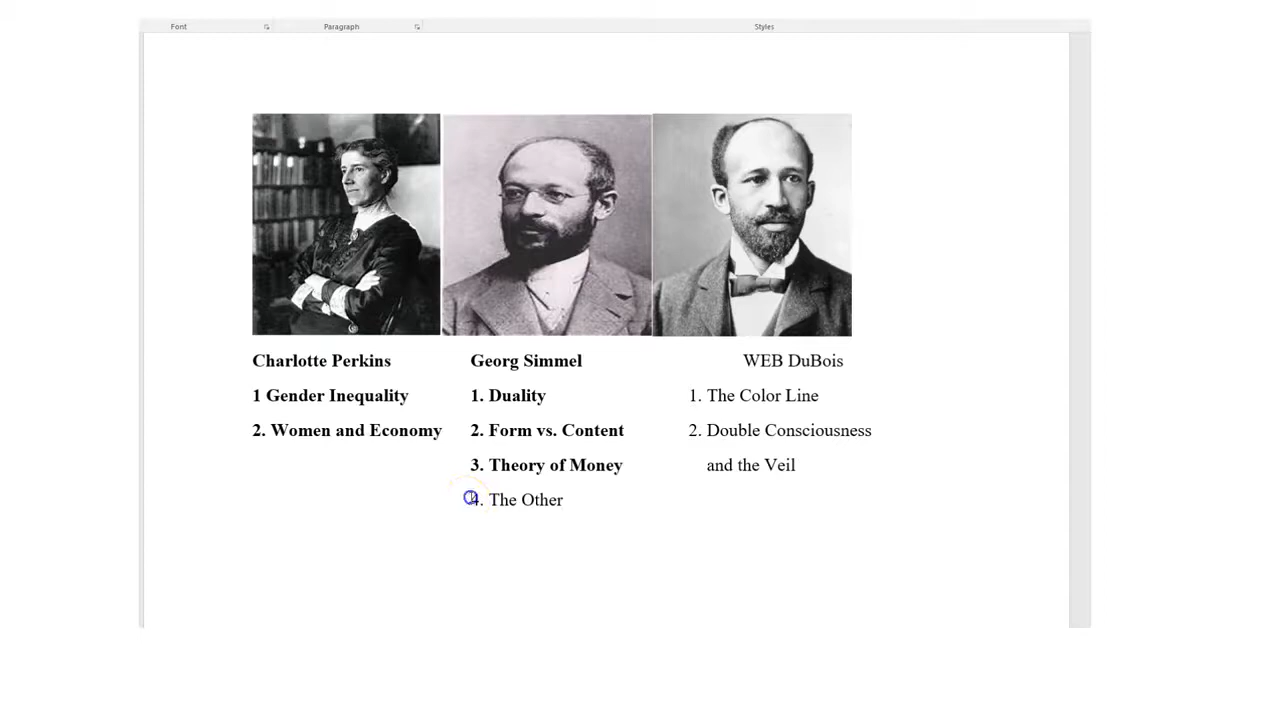 Font Paragraph Styles
Charlotte Perkins Georg Simmel WEB DuBois
1 Gender Inequality 1. Duality 1. The Color Line
2. Women and Economy 2. Form vs. Content 2. Double Consciousness
3. Theory of Money and the Veil
4. The Other